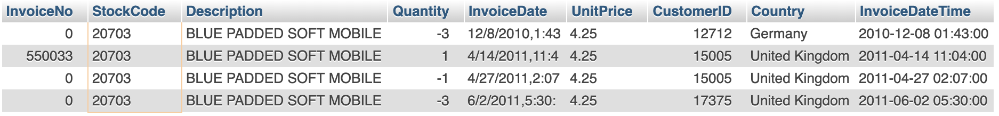 InvoiceNo StockCode Description Quantity InvoiceDate UnitPrice CustomerID Country InvoiceDateTime
0 20703 BLUE PADDED SOFT MOBILE -3 12/8/2010,1:43 4.25 12712 Germany 2010-12-08 01:43:00
550033 20703 BLUE PADDED SOFT MOBILE 1 4/14/2011,11:4 4.25 15005 United Kingdom 2011-04-14 11:04:00
0 20703 BLUE PADDED SOFT MOBILE -1 4/27/2011,2:07 4.25 15005 United Kingdom 2011-04-27 02:07:00
0 20703 BLUE PADDED SOFT MOBILE -3 6/2/2011,5:30: 4.25 17375 United Kingdom 2011-06-02 05:30:00